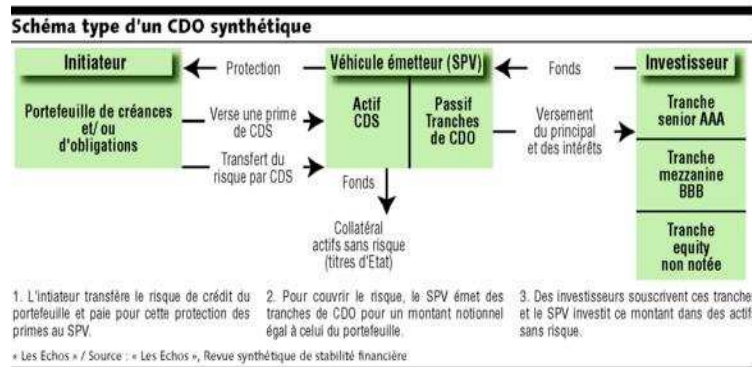 Schéma type d'un CDO synthétique
Initiateur
Protection
Véhicule émetteur (SPV)
Fonds
Investisseur
Portefeuille de créances
et/ ou
d'obligations
Verse une prime
de CDS
Transfert du
risque par CDS
Actif
CDS
Passif
Tranches
de CDO
Versement
du principal
et des intérêts
Tranche
senior AAA
Tranche
mezzanine
BBB
Tranche
equity
non notée
Fonds
Collatéral
actifs sans risque
(titres d'Etat)
1. L'intiateur transfère le risque de crédit du
portefeuille et paie pour cette protection des
primes au SPV.
2. Pour couvrir le risque, le SPV émet des
tranches de CDO pour un montant notionnel
égal à celui du portefeuille.
3. Des investisseurs souscrivent ces tranche
et le SPV investit ce montant dans des actif
sans risque.
« Les Echos » / Source : « Les Echos », Revue synthétique de stabilité financière